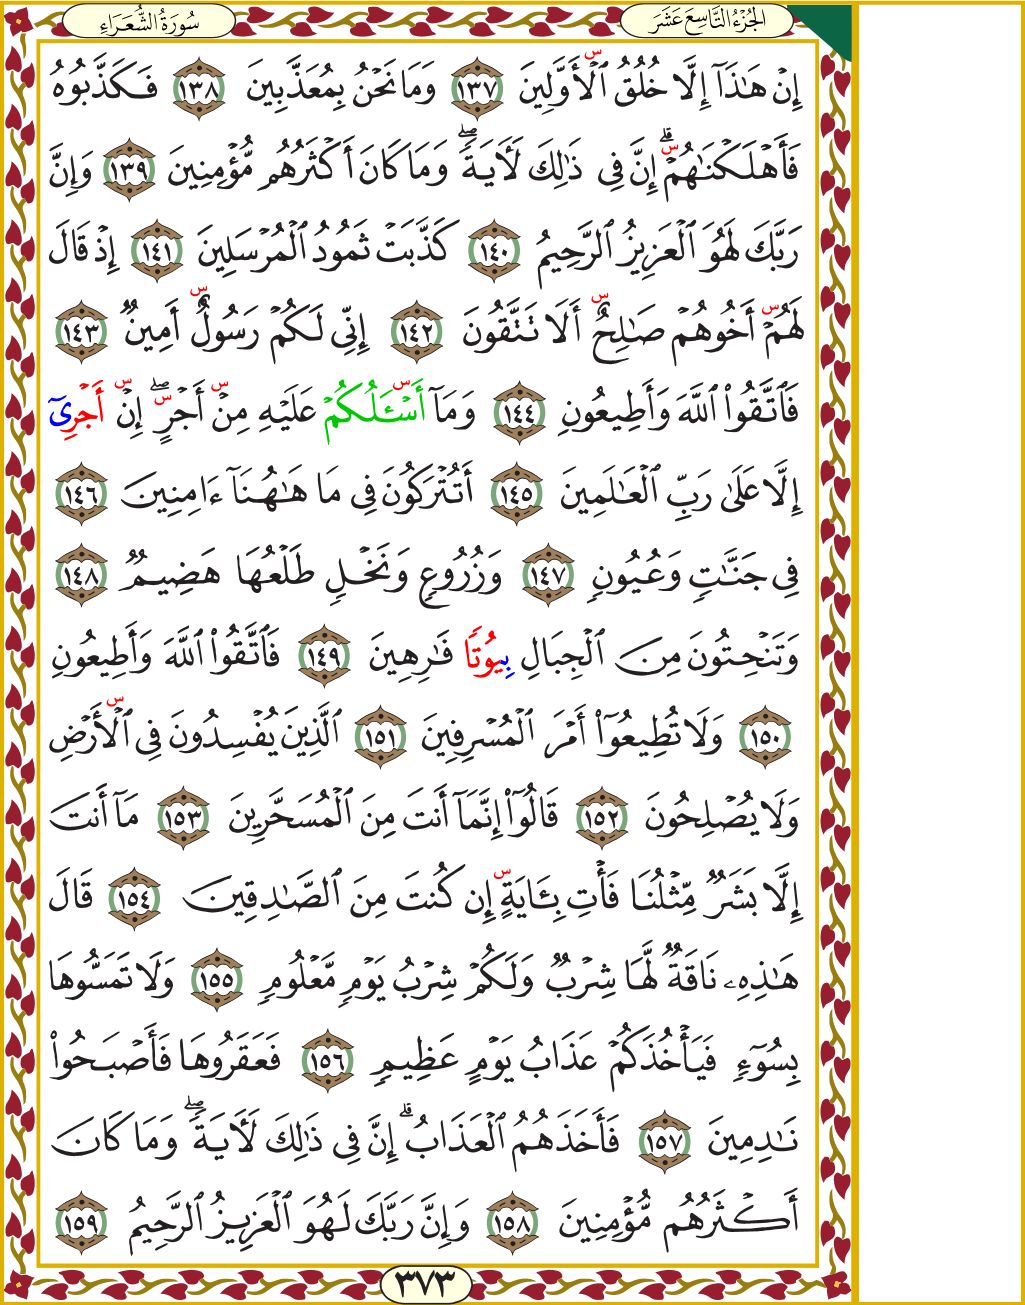 الجُزْءُ التَّاسِعَ عَشَرَ
سُورَةُ الشُّعَرَاءِ
إِنْ هَٰذَآ إِلَّا خُلُقُ ٱلْأَوَّلِينَ ١٣٧ وَمَا نَحْنُ بِمُعَذَّبِينَ ١٣٨ فَكَذَّبُوهُ
فَأَهْلَكْنَٰهُمْۗ إِنَّ فِى ذَٰلِكَ لَأٓيَةًۖ وَمَا كَانَ أَكْثَرُهُم مُّؤْمِنِينَ ١٣٩ وَإِنَّ
رَبَّكَ لَهُوَ ٱلْعَزِيزُ ٱلرَّحِيمُ ١٤٠ كَذَّبَتْ ثَمُودُ ٱلْمُرْسَلِينَ ١٤١ إِذْ قَالَ
لَهُمْ أَخُوهُمْ صَٰلِحٌ أَلَا تَتَّقُونَ ١٤٢ إِنِّى لَكُمْ رَسُولٌ أَمِينٌ ١٤٣
فَٱتَّقُوا۟ ٱللَّهَ وَأَطِيعُونِ ١٤٤ وَمَآ أَسْـَٔلُكُمْ عَلَيْهِ مِنْ أَجْرٍۖ إِنْ أَجْرِىٓ
إِلَّا عَلَىٰ رَبِّ ٱلْعَٰلَمِينَ ١٤٥ أَتُتْرَكُونَ فِى مَا هَٰهُنَآ ءَامِنِينَ ١٤٦
فِى جَنَّٰتٍ وَعُيُونٍ ١٤٧ وَزُرُوعٍ وَنَخْلٍ طَلْعُهَا هَضِيمٌ ١٤٨
وَتَنْحِتُونَ مِنَ ٱلْجِبَالِ بِيُوتًا فَٰرِهِينَ ١٤٩ فَٱتَّقُوا۟ ٱللَّهَ وَأَطِيعُونِ
١٥٠ وَلَا تُطِيعُوٓا۟ أَمْرَ ٱلْمُسْرِفِينَ ١٥١ ٱلَّذِينَ يُفْسِدُونَ فِى ٱلْأَرْضِ
وَلَا يُصْلِحُونَ ١٥٢ قَالُوٓا۟ إِنَّمَآ أَنتَ مِنَ ٱلْمُسَحَّرِينَ ١٥٣ مَآ أَنتَ
إِلَّا بَشَرٌ مِّثْلُنَا فَأْتِ بِـَٔايَةٍ إِن كُنتَ مِنَ ٱلصَّٰدِقِينَ ١٥٤ قَالَ
هَٰذِهِۦ نَاقَةٌ لَّهَا شِرْبٌ وَلَكُمْ شِرْبُ يَوْمٍ مَّعْلُومٍ ١٥٥ وَلَا تَمَسُّوهَا
بِسُوٓءٍ فَيَأْخُذَكُمْ عَذَابُ يَوْمٍ عَظِيمٍ ١٥٦ فَعَقَرُوهَا فَأَصْبَحُوا۟
نَٰدِمِينَ ١٥٧ فَأَخَذَهُمُ ٱلْعَذَابُۗ إِنَّ فِى ذَٰلِكَ لَأٓيَةًۖ وَمَا كَانَ
أَكْثَرُهُم مُّؤْمِنِينَ ١٥٨ وَإِنَّ رَبَّكَ لَهُوَ ٱلْعَزِيزُ ٱلرَّحِيمُ ١٥٩
٣٧٣